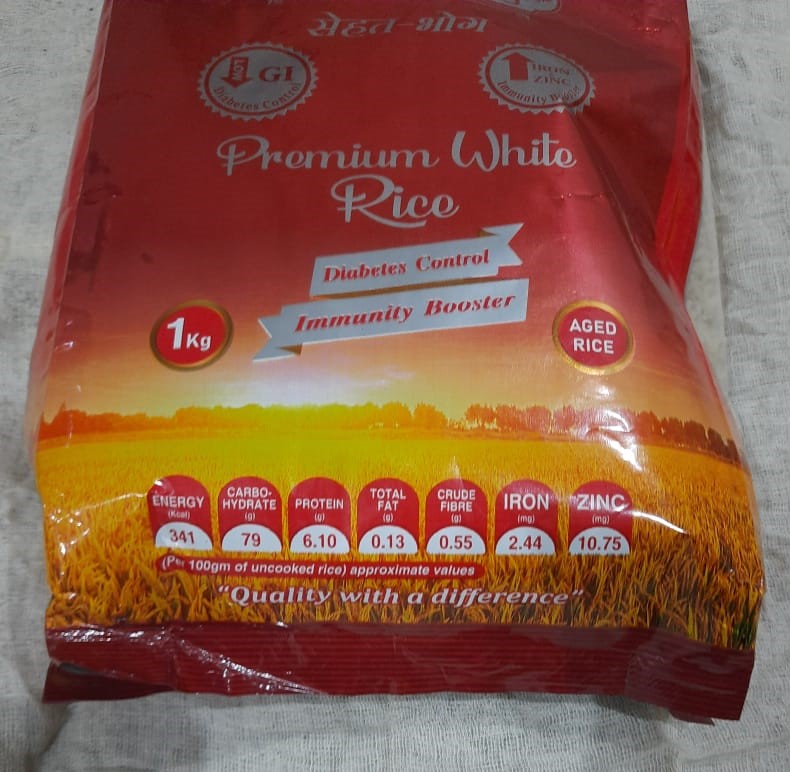 सेहत-भोग
LOW GI
Diabetes Control
IRON
ZINC
Immunity Booster
Premium White
Rice
Diabetes Control
Immunity Booster
1Kg
AGED
RICE
ENERGY
(Kcal)
341
CARBO-
HYDRATE
(g)
79
PROTEIN
(g)
6.10
TOTAL
FAT
(g)
0.13
CRUDE
FIBRE
(g)
0.55
IRON
(mg)
2.44
ZINC
(mg)
10.75
(Per 100gm of uncooked rice) approximate values
"Quality with a difference"